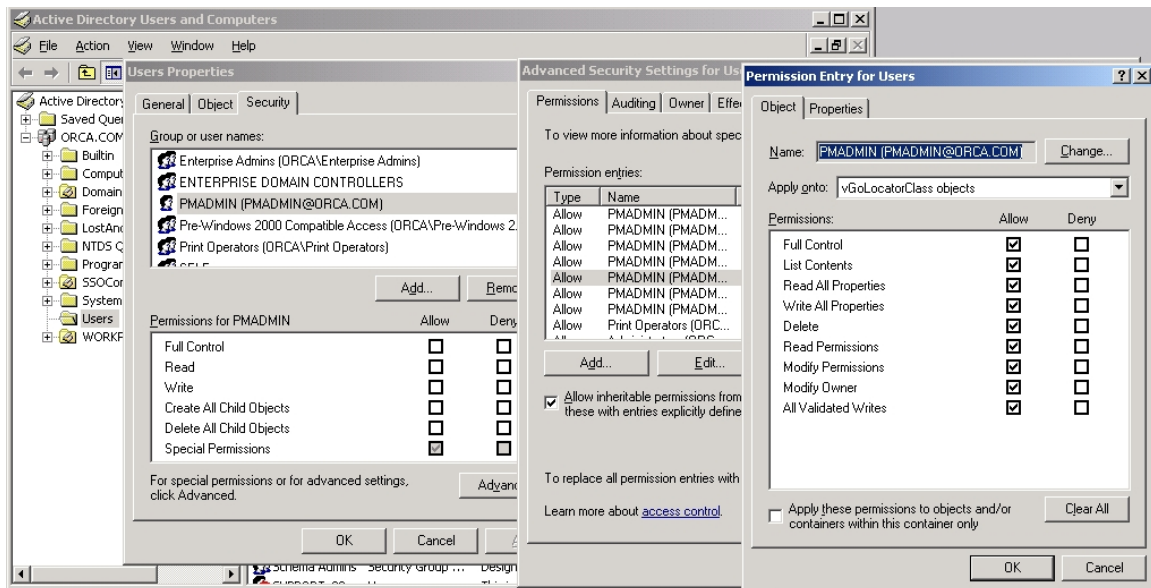 Active Directory Users and Computers
File Action View Window Help
Active Directory
Saved Que
ORCA.COM
Builtin
Comput
Domain
Foreign
LostAn
NTDS Q
Program
SSOCon
System
Users
WORKF
Users Properties
General Object Security
Group or user names:
Enterprise Admins (ORCA\Enterprise Admins)
ENTERPRISE DOMAIN CONTROLLERS
PMADMIN (PMADMIN@ORCA.COM)
Pre-Windows 2000 Compatible Access (ORCA\Pre-Windows 2.
Print Operators (ORCA\Print Operators)
SELF
Add... Remo
Permissions for PMADMIN Allow Deny
Full Control
Read
Write
Create All Child Objects
Delete All Child Objects
Special Permissions
For special permissions or for advanced settings,
click Advanced.
Advanc
OK Cancel
Schema Admins Security Group ... Design
Advanced Security Settings for Us
Permissions Auditing Owner Effe
To view more information about spec
Permission entries:
Type Name
Allow PMADMIN (PMADM...
Allow PMADMIN (PMADM...
Allow PMADMIN (PMADM...
Allow PMADMIN (PMADM...
Allow PMADMIN (PMADM...
Allow PMADMIN (PMADM...
Allow PMADMIN (PMADM...
Allow Print Operators (ORC...
Add... Edit...
Allow inheritable permissions from
these with entries explicitly define
To replace all permission entries with
Learn more about access control.
Permission Entry for Users
Object Properties
Name: PMADMIN (PMADMIN@ORCA.COM) Change...
Apply onto: vGoLocatorClass objects
Permissions: Allow Deny
Full Control
List Contents
Read All Properties
Write All Properties
Delete
Read Permissions
Modify Permissions
Modify Owner
All Validated Writes
Apply these permissions to objects and/or
containers within this container only
Clear All
OK Cancel